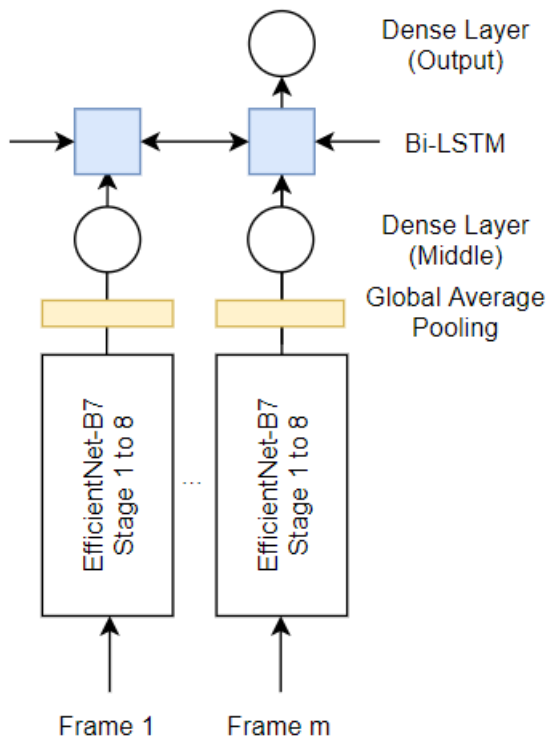 Dense Layer
(Output)
Bi-LSTM
Dense Layer
(Middle)
Global Average
Pooling
EfficientNet-B7
Stage 1 to 8
...
EfficientNet-B7
Stage 1 to 8
Frame 1
Frame m